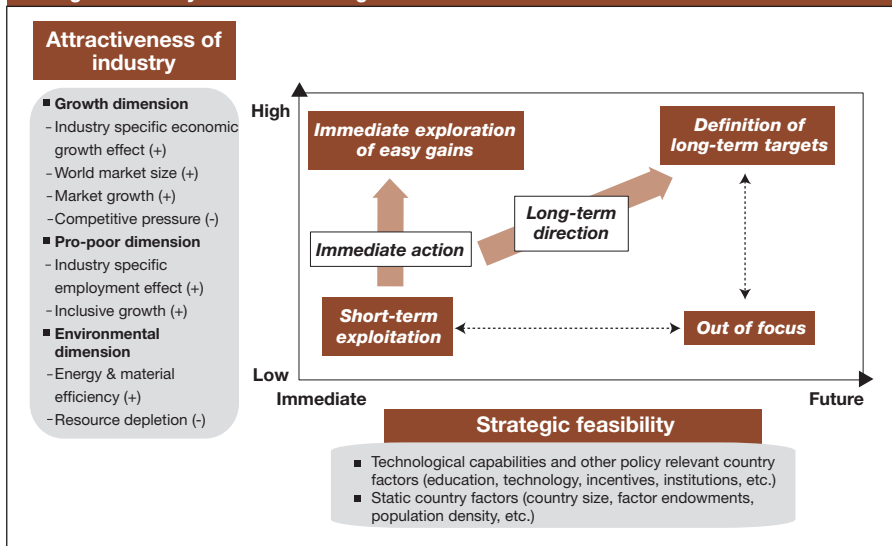 Attractiveness of
industry
■ Growth dimension
- Industry specific economic
growth effect (+)
- World market size (+)
- Market growth (+)
- Competitive pressure (-)
■ Pro-poor dimension
- Industry specific
employment effect (+)
- Inclusive growth (+)
■ Environmental
dimension
- Energy & material
efficiency (+)
- Resource depletion (-)
High
Immediate exploration
of easy gains
Definition of
long-term targets
Long-term
direction
Immediate action
Short-term
exploitation
Out of focus
Low
Immediate
Future
Strategic feasibility
■ Technological capabilities and other policy relevant country
factors (education, technology, incentives, institutions, etc.)
■ Static country factors (country size, factor endowments,
population density, etc.)